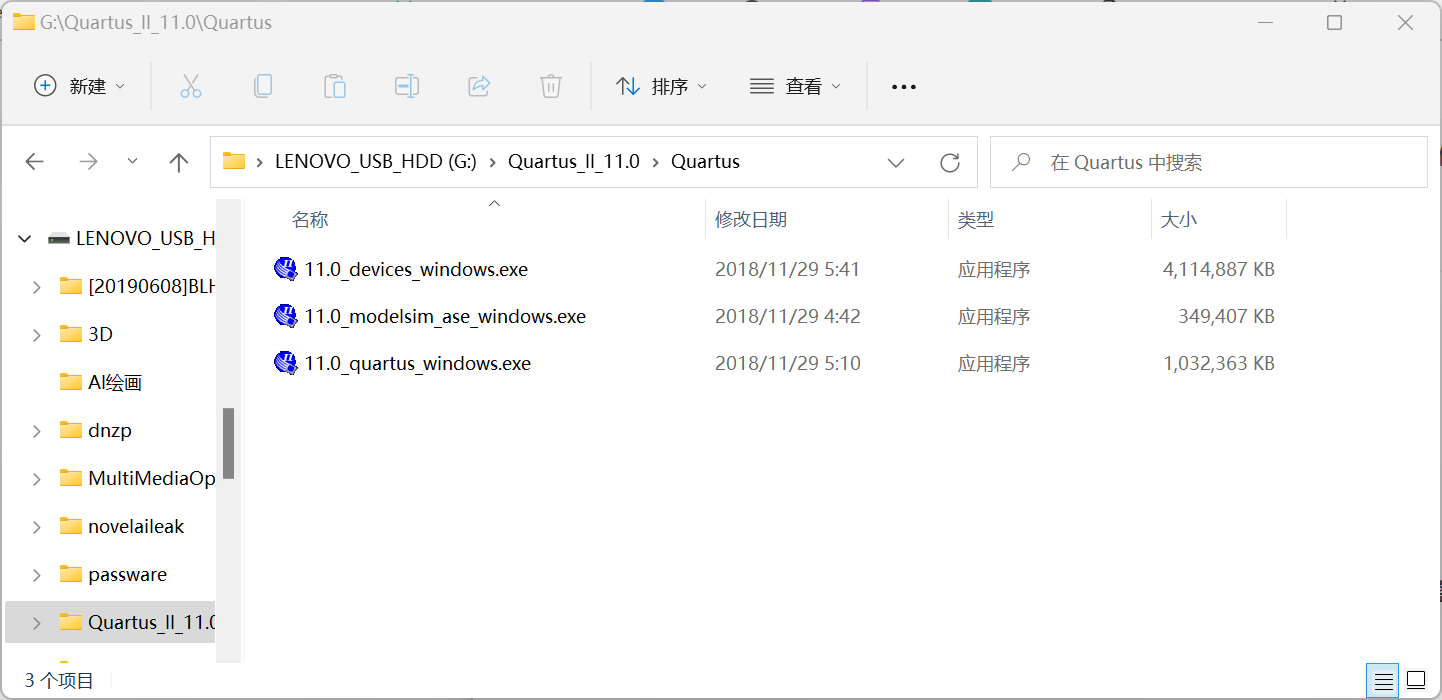 G:\Quartus_II_11.0\Quartus
新建
排序
查看
LENOVO_USB_HDD (G:) › Quartus_II_11.0 › Quartus
在 Quartus 中搜索
名称 修改日期 类型 大小
11.0_devices_windows.exe 2018/11/29 5:41 应用程序 4,114,887 KB
11.0_modelsim_ase_windows.exe 2018/11/29 4:42 应用程序 349,407 KB
11.0_quartus_windows.exe 2018/11/29 5:10 应用程序 1,032,363 KB
LENOVO_USB_H
[20190608]BLH
3D
AI绘画
dnzp
MultiMediaOp
novelaileak
passware
Quartus_II_11.0
3 个项目